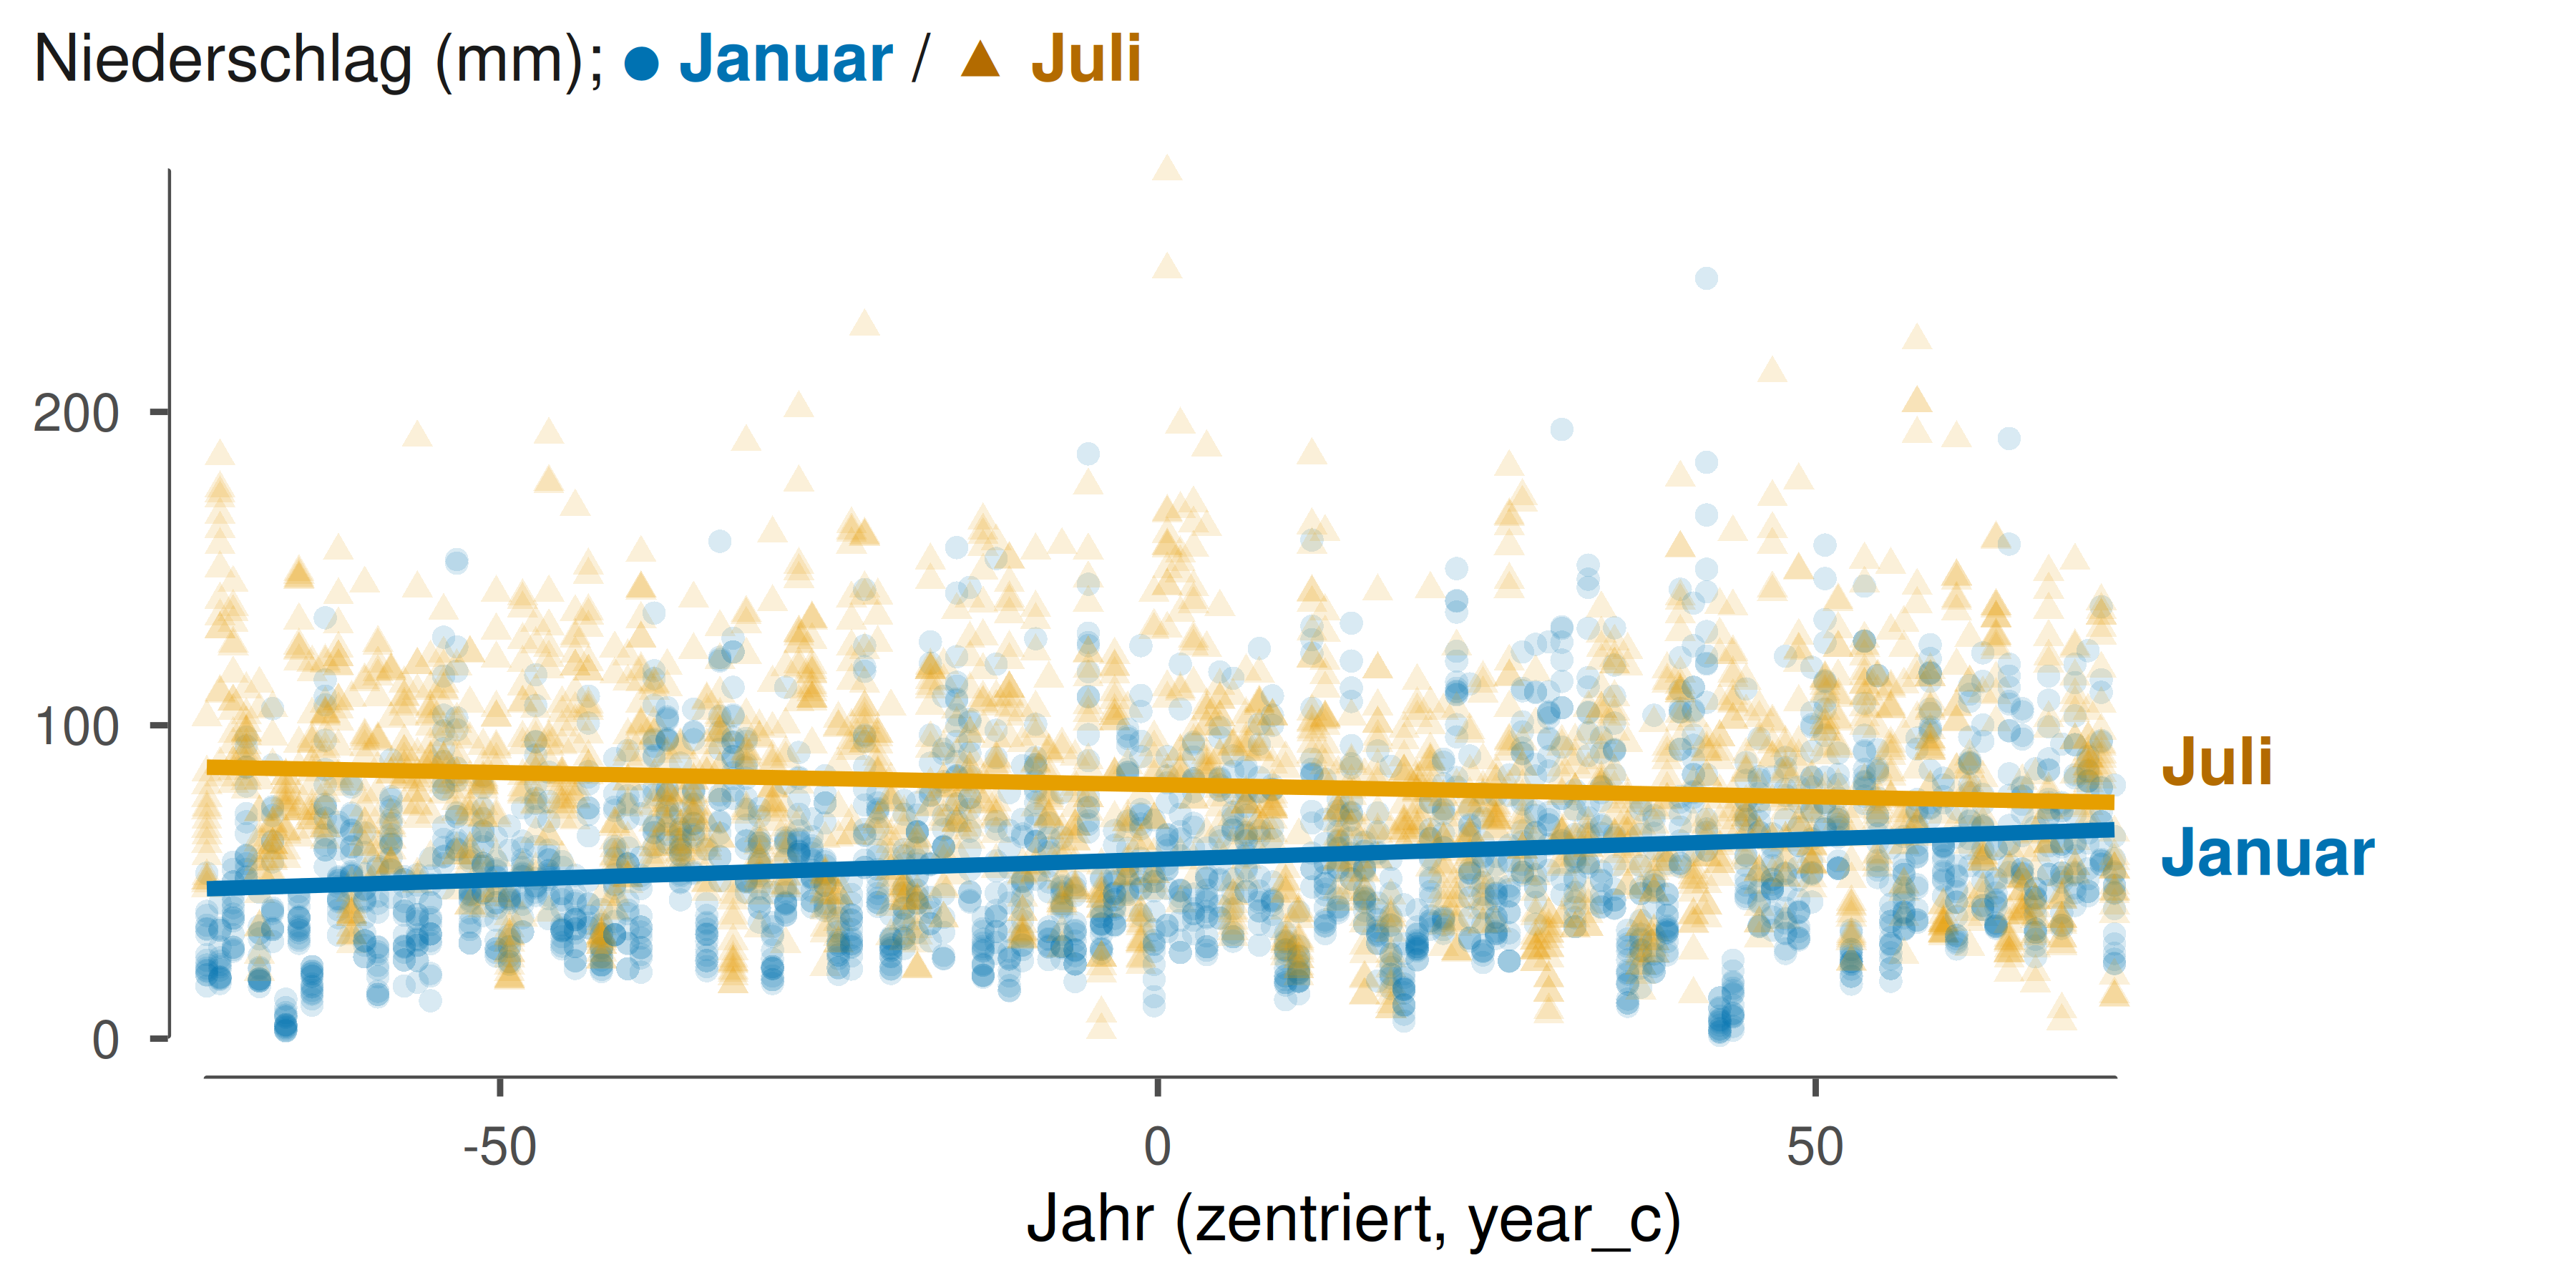 Niederschlag (mm); ● Januar / ▲ Juli
200
100
0
Juli
Januar
-50 0 50
Jahr (zentriert, year_c)